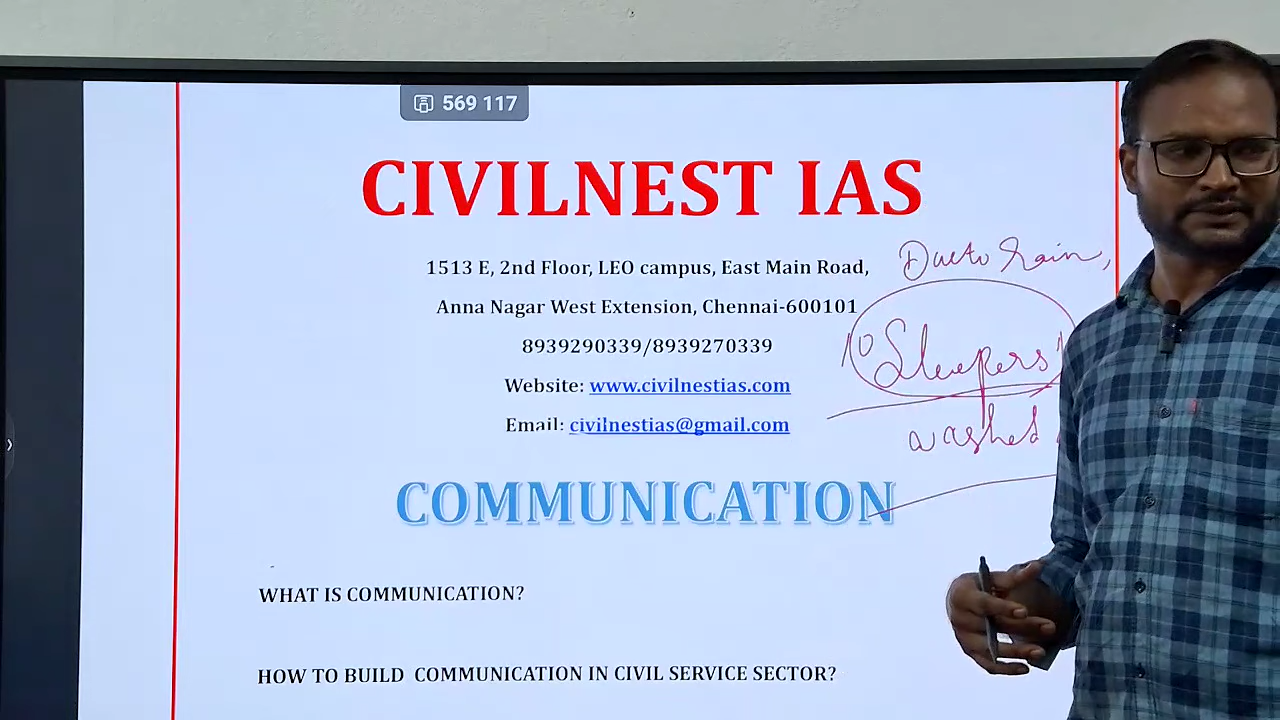 569 117
CIVILNEST IAS
1513 E, 2nd Floor, LEO campus, East Main Road,
Anna Nagar West Extension, Chennai-600101
8939290339/8939270339
Website: www.civilnestias.com
Email: civilnestias@gmail.com
Due to rain,
10 Sleepers
washed
COMMUNICATION
WHAT IS COMMUNICATION?
HOW TO BUILD COMMUNICATION IN CIVIL SERVICE SECTOR?